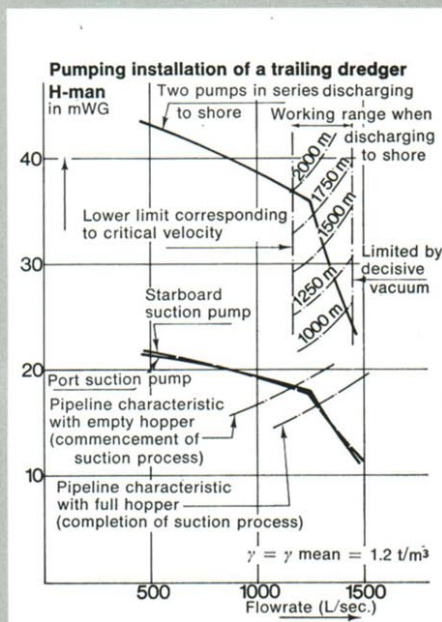 Pumping installation of a trailing dredger
H-man
in mWG
Two pumps in series discharging
to shore
Working range when
discharging
to shore
40
2000 m
1750 m
1500 m
Lower limit corresponding
to critical velocity
Limited by
decisive
vacuum
30
1250 m
1000 m
Starboard
suction pump
20
Port suction pump
Pipeline characteristic
with empty hopper
(commencement of
suction process)
10
Pipeline characteristic
with full hopper
(completion of suction process)
γ = γ mean = 1.2 t/m³
500
1000
1500
Flowrate (L/sec.)